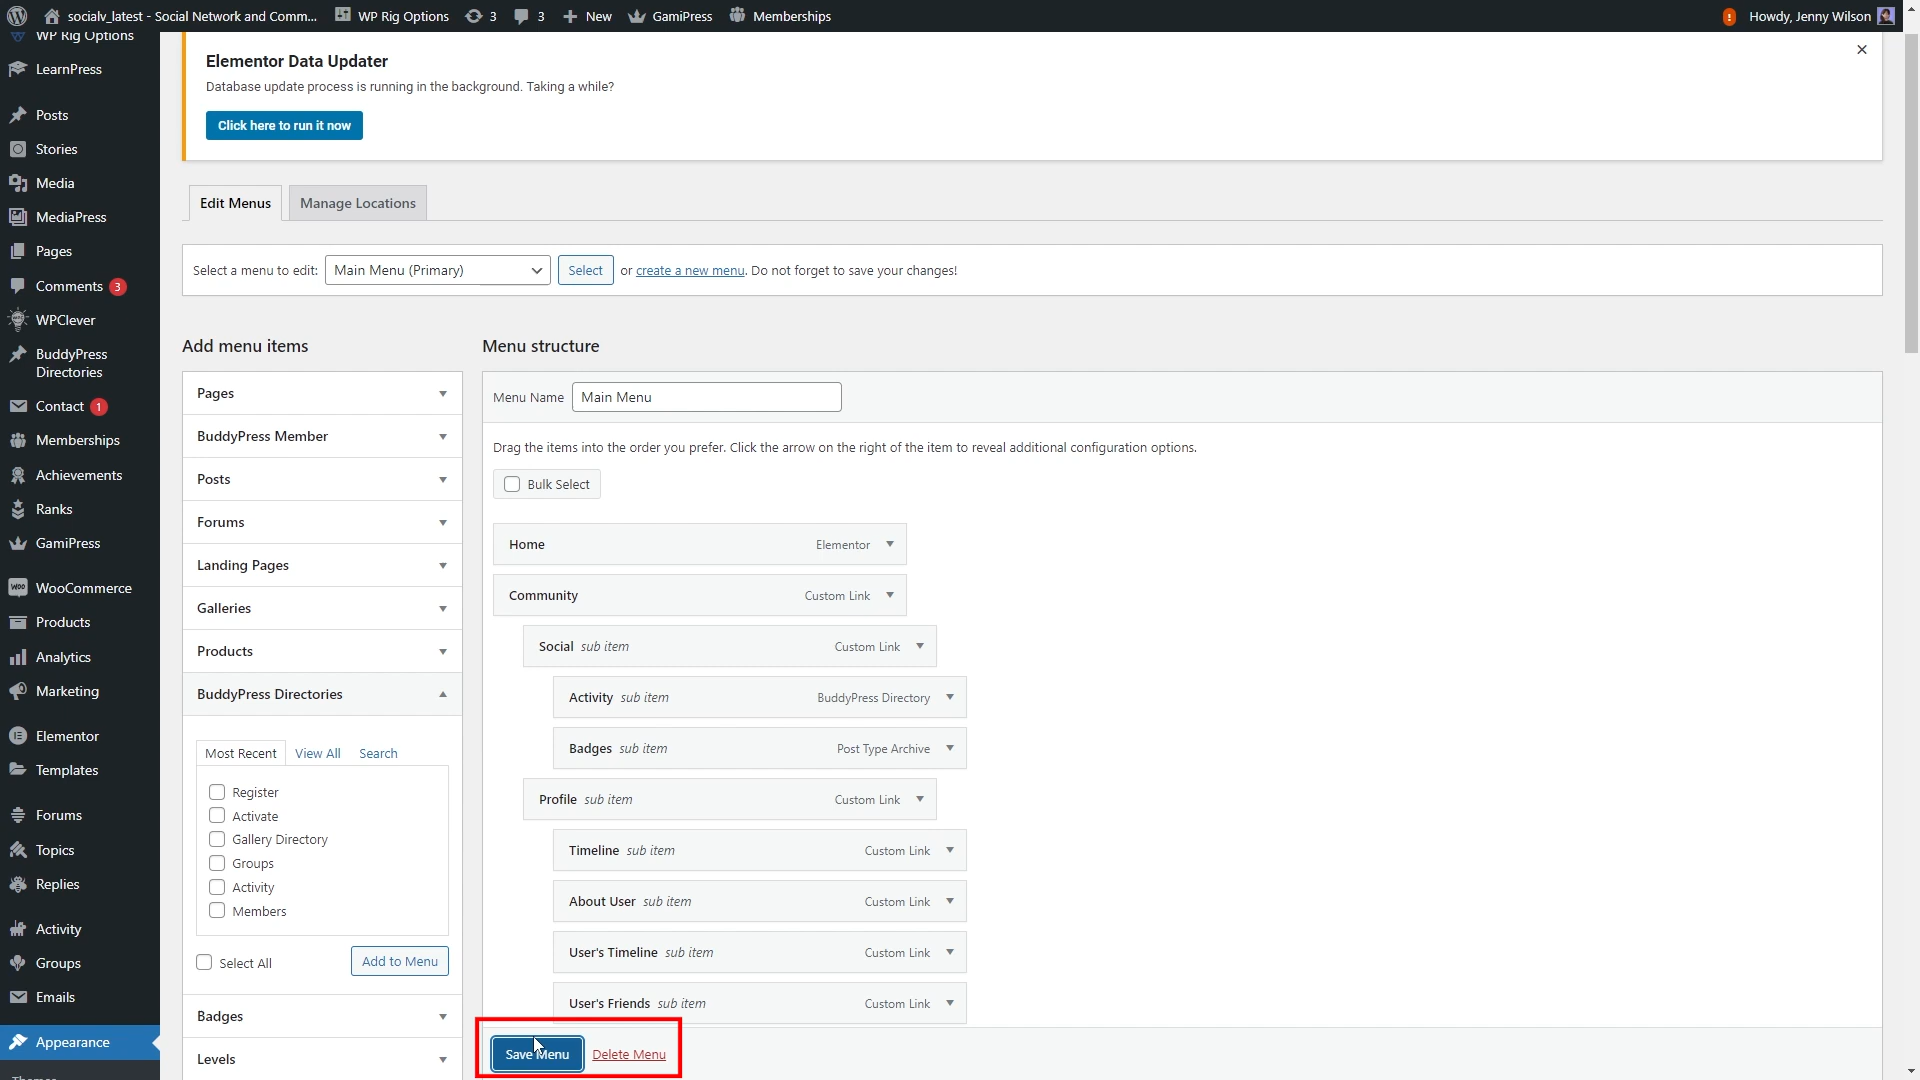 socialv_latest - Social Network and Comm...
WP Rig Options
3
3
New
GamiPress
Memberships
!
Howdy, Jenny Wilson
WP Rig Options
LearnPress
Posts
Stories
Media
MediaPress
Pages
Comments 3
WPClever
BuddyPress
Directories
Contact 1
Memberships
Achievements
Ranks
GamiPress
WooCommerce
Products
Analytics
Marketing
Elementor
Templates
Forums
Topics
Replies
Activity
Groups
Emails
Appearance
Elementor Data Updater
Database update process is running in the background. Taking a while?
Click here to run it now
Edit Menus
Manage Locations
Select a menu to edit: Main Menu (Primary) Select or create a new menu. Do not forget to save your changes!
Add menu items
Pages
BuddyPress Member
Posts
Forums
Landing Pages
Galleries
Products
BuddyPress Directories
Most Recent View All Search
Register
Activate
Gallery Directory
Groups
Activity
Members
Select All
Add to Menu
Badges
Levels
Menu structure
Menu Name Main Menu
Drag the items into the order you prefer. Click the arrow on the right of the item to reveal additional configuration options.
Bulk Select
Home Elementor
Community Custom Link
Social sub item Custom Link
Activity sub item BuddyPress Directory
Badges sub item Post Type Archive
Profile sub item Custom Link
Timeline sub item Custom Link
About User sub item Custom Link
User's Timeline sub item Custom Link
User's Friends sub item Custom Link
Save Menu Delete Menu